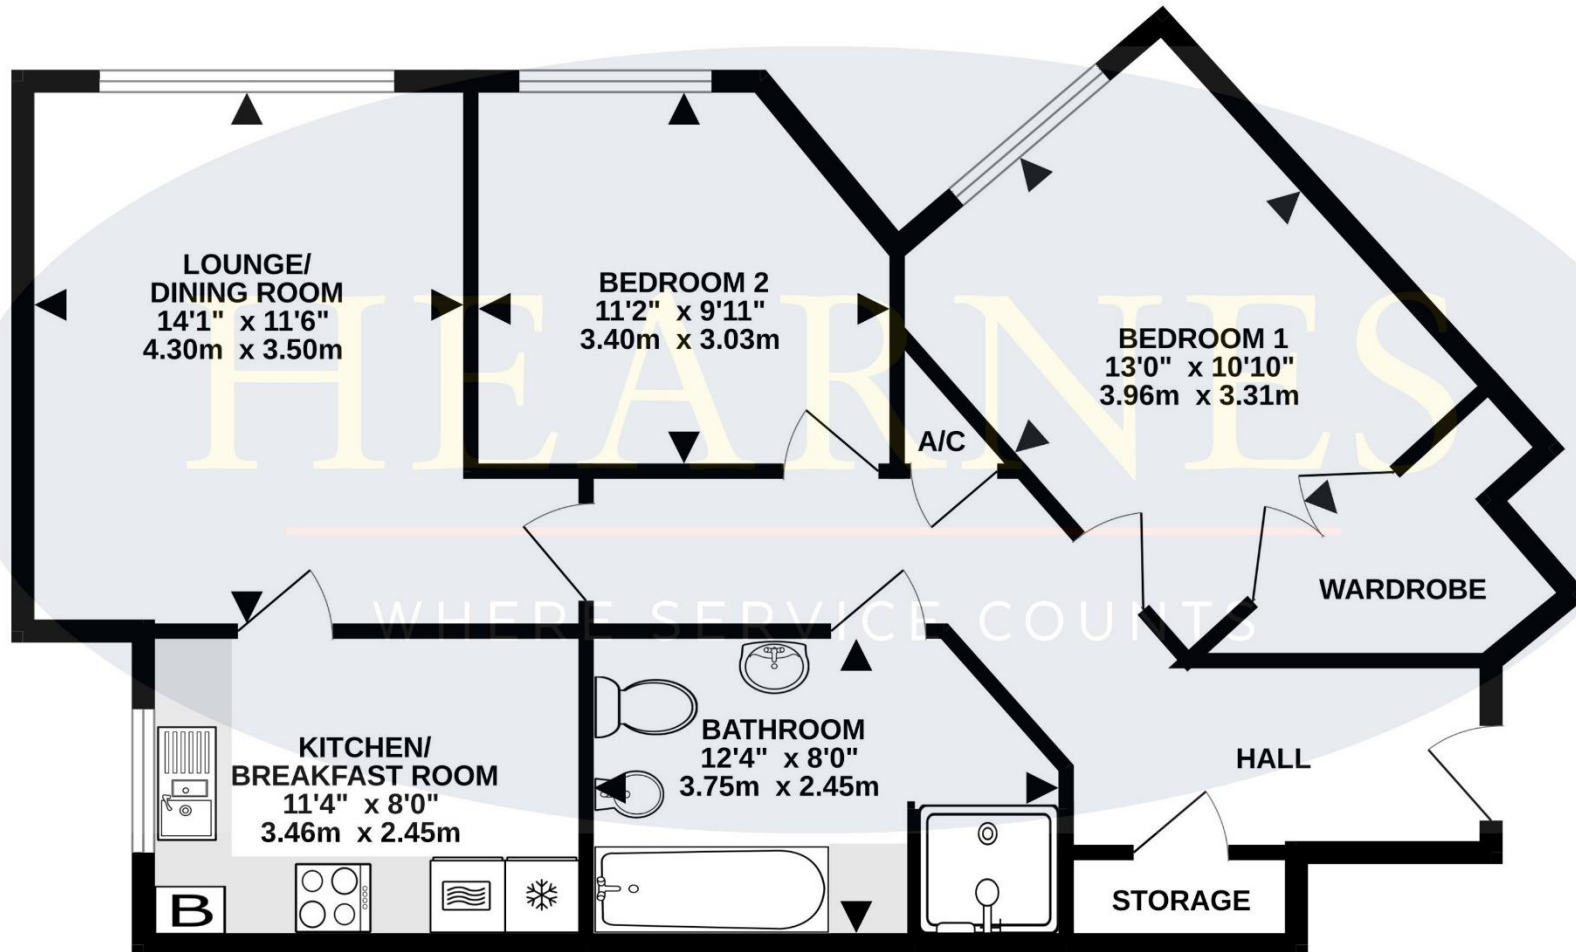 LOUNGE/
DINING ROOM
14'1" x 11'6"
4.30m x 3.50m
BEDROOM 2
11'2" x 9'11"
3.40m x 3.03m
BEDROOM 1
13'0" x 10'10"
3.96m x 3.31m
A/C
HEARNES
WHERE SERVICE COUNTS
WARDROBE
KITCHEN/
BREAKFAST ROOM
11'4" x 8'0"
3.46m x 2.45m
BATHROOM
12'4" x 8'0"
3.75m x 2.45m
HALL
STORAGE
B